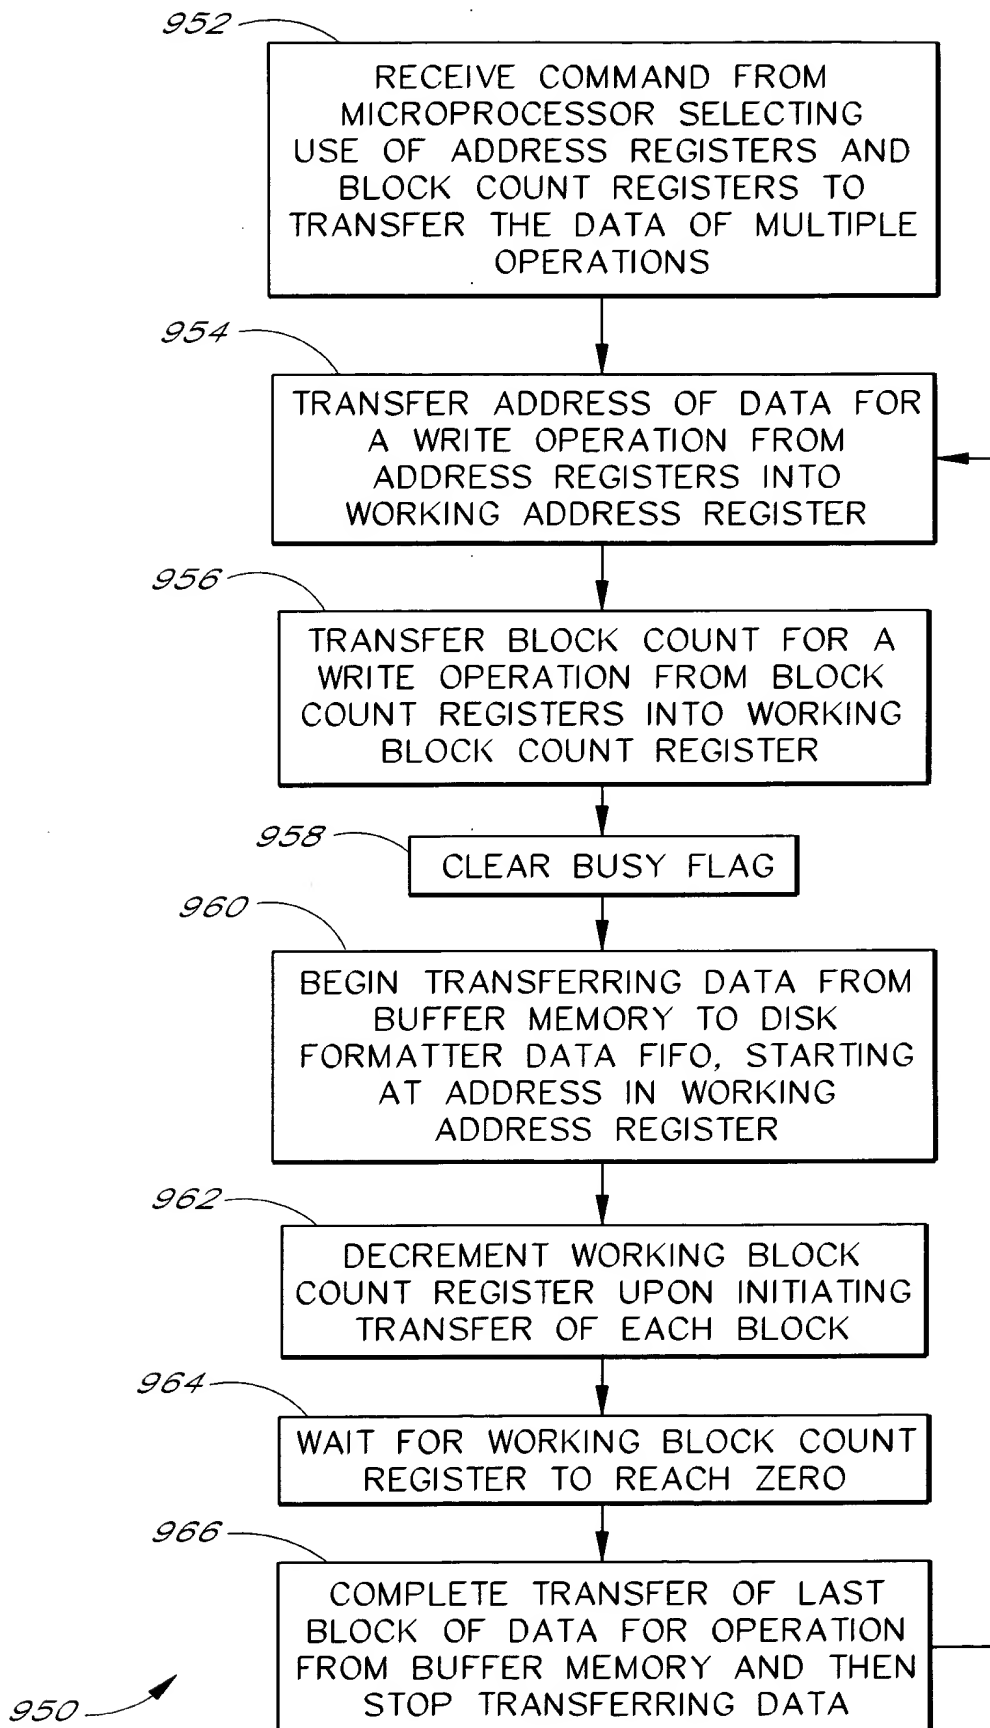 952
RECEIVE COMMAND FROM
MICROPROCESSOR SELECTING
USE OF ADDRESS REGISTERS AND
BLOCK COUNT REGISTERS TO
TRANSFER THE DATA OF MULTIPLE
OPERATIONS
954
TRANSFER ADDRESS OF DATA FOR
A WRITE OPERATION FROM
ADDRESS REGISTERS INTO
WORKING ADDRESS REGISTER
956
TRANSFER BLOCK COUNT FOR A
WRITE OPERATION FROM BLOCK
COUNT REGISTERS INTO WORKING
BLOCK COUNT REGISTER
958
CLEAR BUSY FLAG
960
BEGIN TRANSFERRING DATA FROM
BUFFER MEMORY TO DISK
FORMATTER DATA FIFO, STARTING
AT ADDRESS IN WORKING
ADDRESS REGISTER
962
DECREMENT WORKING BLOCK
COUNT REGISTER UPON INITIATING
TRANSFER OF EACH BLOCK
964
WAIT FOR WORKING BLOCK COUNT
REGISTER TO REACH ZERO
966
COMPLETE TRANSFER OF LAST
BLOCK OF DATA FOR OPERATION
FROM BUFFER MEMORY AND THEN
STOP TRANSFERRING DATA
950